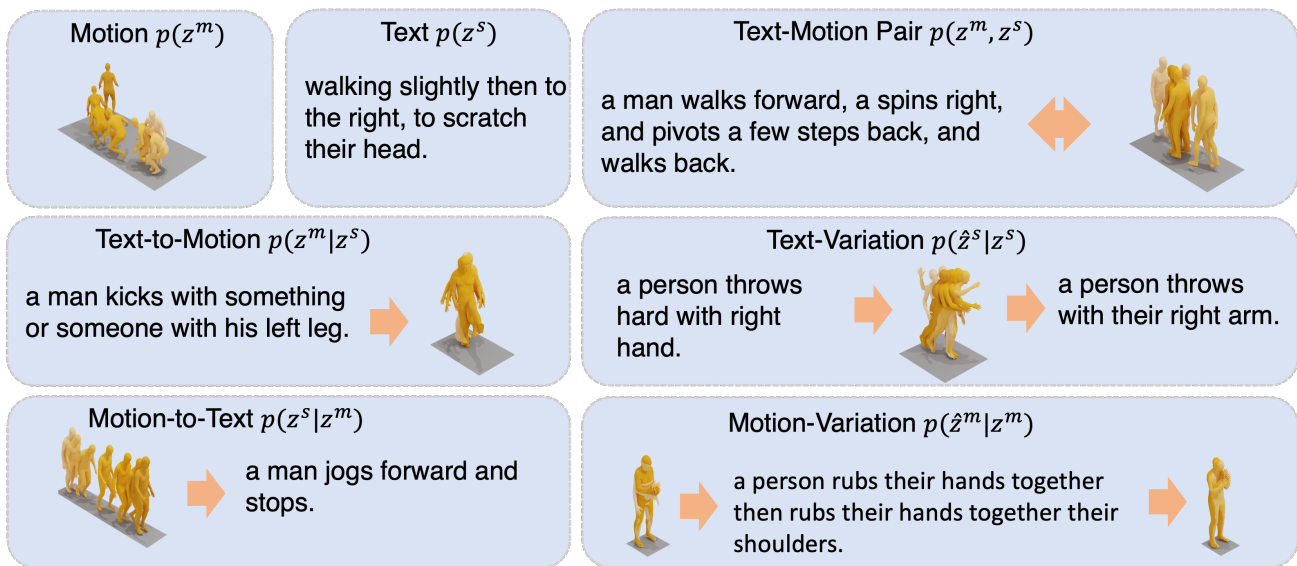 Motion p(z^m)
Text p(z^s)
walking slightly then to
the right, to scratch
their head.
Text-Motion Pair p(z^m, z^s)
a man walks forward, a spins right,
and pivots a few steps back, and
walks back.
Text-to-Motion p(z^m|z^s)
a man kicks with something
or someone with his left leg.
Text-Variation p(ẑ^s|z^s)
a person throws
hard with right
hand.
a person throws
with their right arm.
Motion-to-Text p(z^s|z^m)
a man jogs forward and
stops.
Motion-Variation p(ẑ^m|z^m)
a person rubs their hands together
then rubs their hands together their
shoulders.